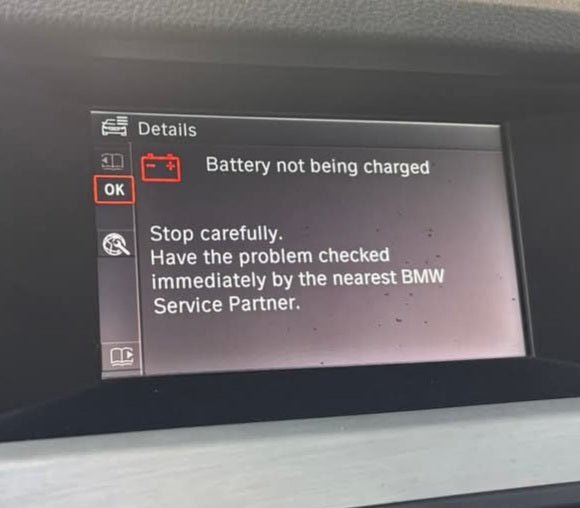 Details
Battery not being charged
OK
Stop carefully.
Have the problem checked
immediately by the nearest BMW
Service Partner.